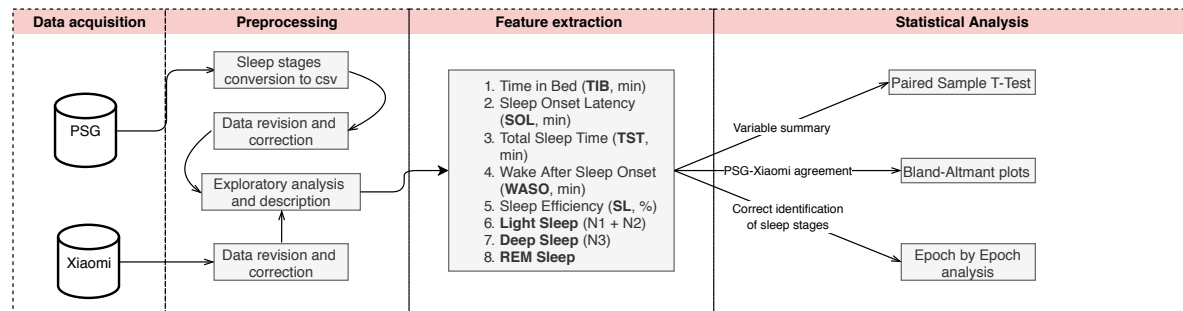 Data acquisition
Preprocessing
Feature extraction
Statistical Analysis
PSG
Xiaomi
Sleep stages
conversion to csv
Data revision and
correction
Exploratory analysis
and description
Data revision and
correction
1. Time in Bed (TIB, min)
2. Sleep Onset Latency
(SOL, min)
3. Total Sleep Time (TST,
min)
4. Wake After Sleep Onset
(WASO, min)
5. Sleep Efficiency (SL, %)
6. Light Sleep (N1 + N2)
7. Deep Sleep (N3)
8. REM Sleep
Variable summary
PSG-Xiaomi agreement
Correct identification
of sleep stages
Paired Sample T-Test
Bland-Altmant plots
Epoch by Epoch
analysis